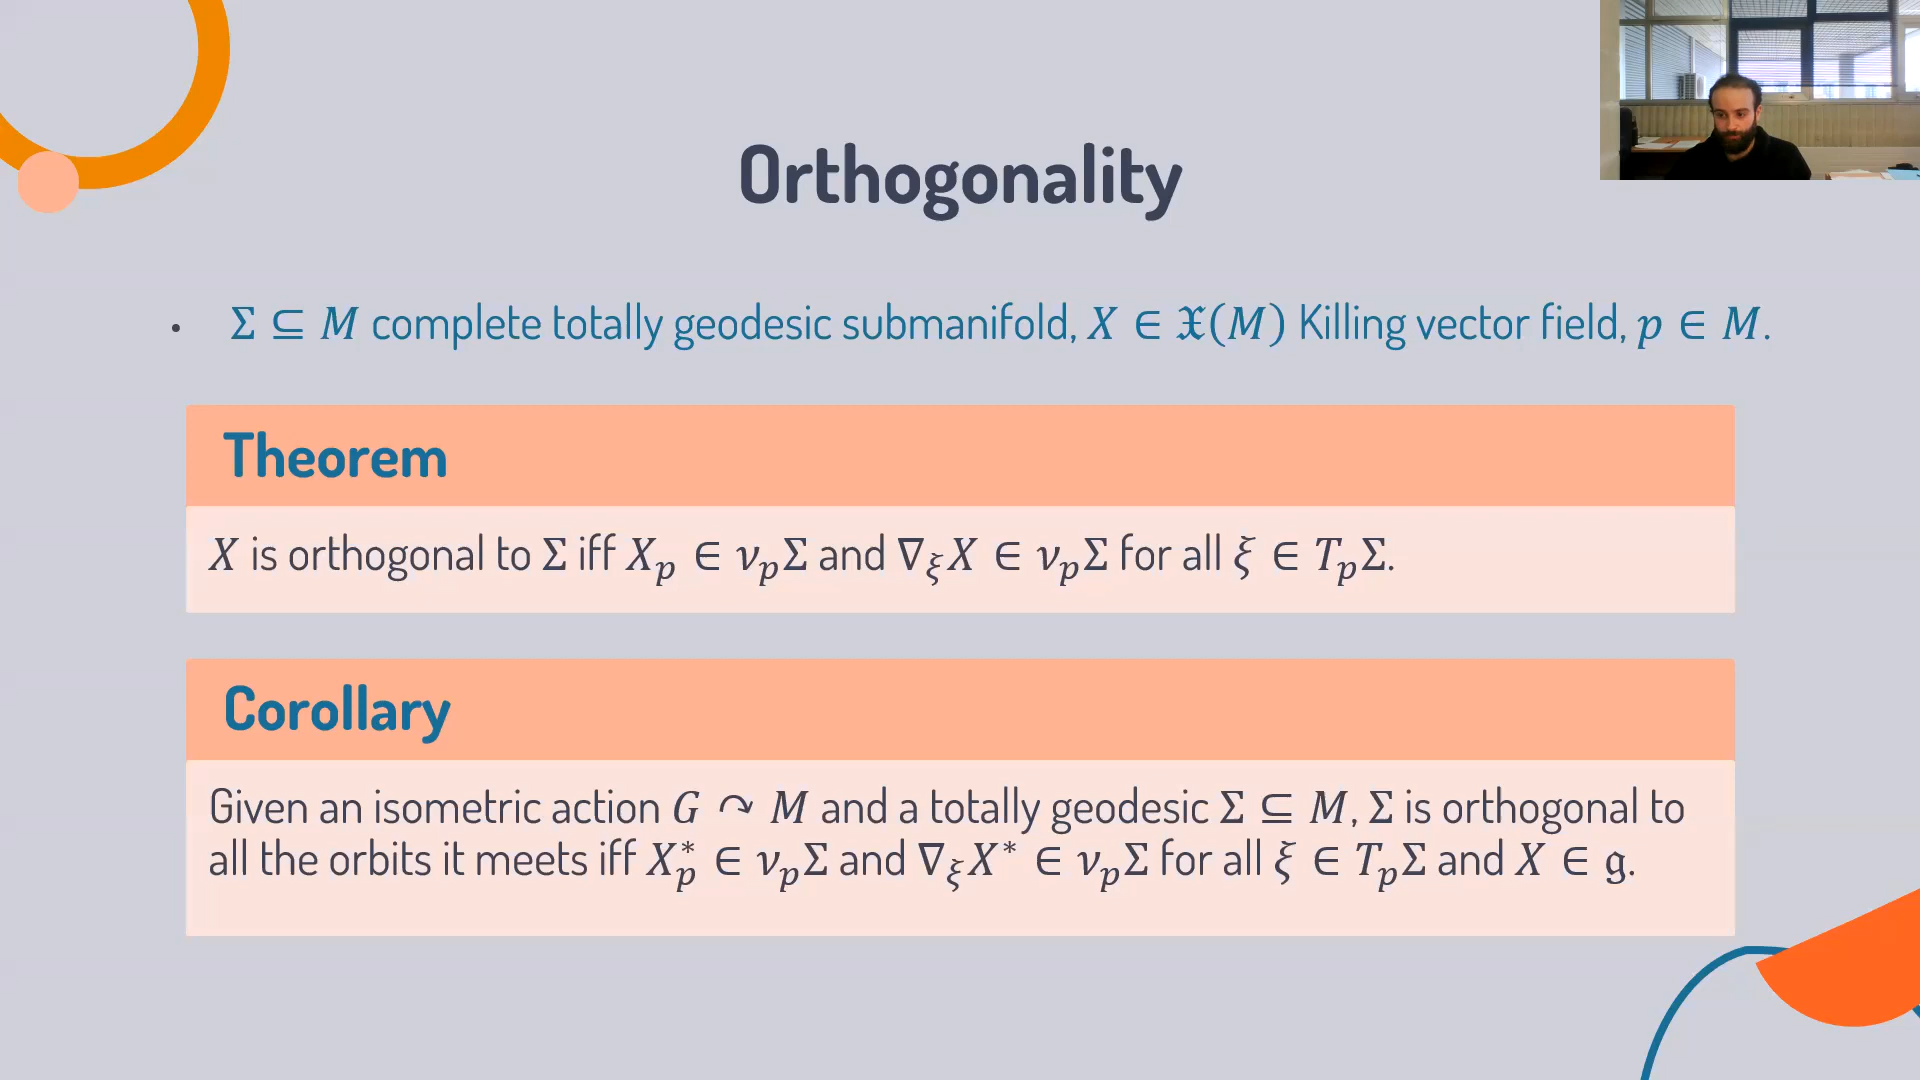 Orthogonality
• Σ ⊆ M complete totally geodesic submanifold, X ∈ 𝔛(M) Killing vector field, p ∈ M.
Theorem
X is orthogonal to Σ iff X_p ∈ ν_pΣ and ∇_ξX ∈ ν_pΣ for all ξ ∈ T_pΣ.
Corollary
Given an isometric action G ↷ M and a totally geodesic Σ ⊆ M, Σ is orthogonal to
all the orbits it meets iff X*_p ∈ ν_pΣ and ∇_ξX* ∈ ν_pΣ for all ξ ∈ T_pΣ and X ∈ 𝔤.